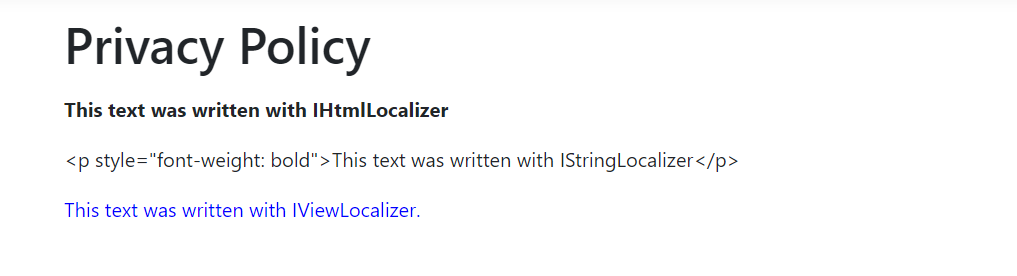 Privacy Policy
This text was written with IHtmlLocalizer
<p style="font-weight: bold">This text was written with IStringLocalizer</p>
This text was written with IViewLocalizer.